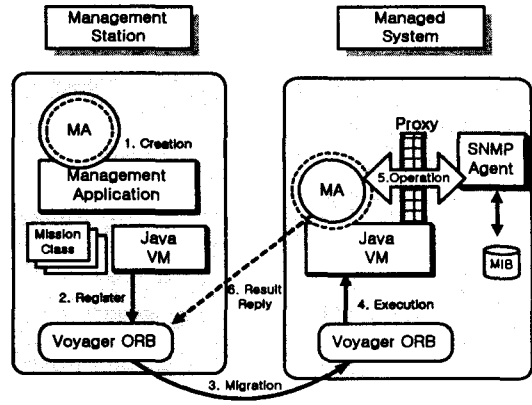 Management
Station
Managed
System
MA
1. Creation
Management
Application
Mission
Class
Java
VM
2. Register
Voyager ORB
3. Migration
Proxy
SNMP
Agent
MA
5.Operation
Java
VM
MIB
6. Result
Reply
4. Execution
Voyager ORB